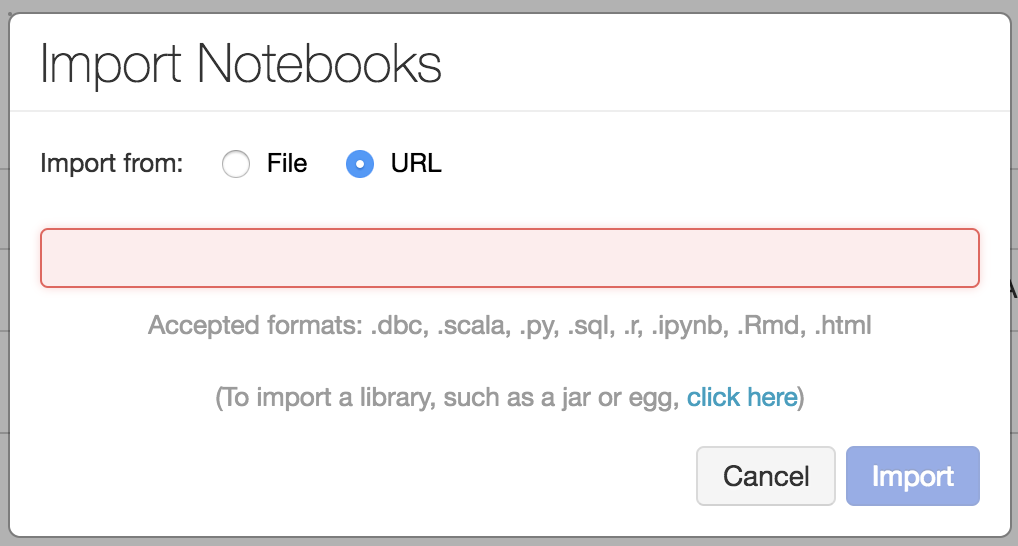 Import Notebooks
Import from: File URL
Accepted formats: .dbc, .scala, .py, .sql, .r, .ipynb, .Rmd, .html
(To import a library, such as a jar or egg, click here)
Cancel Import